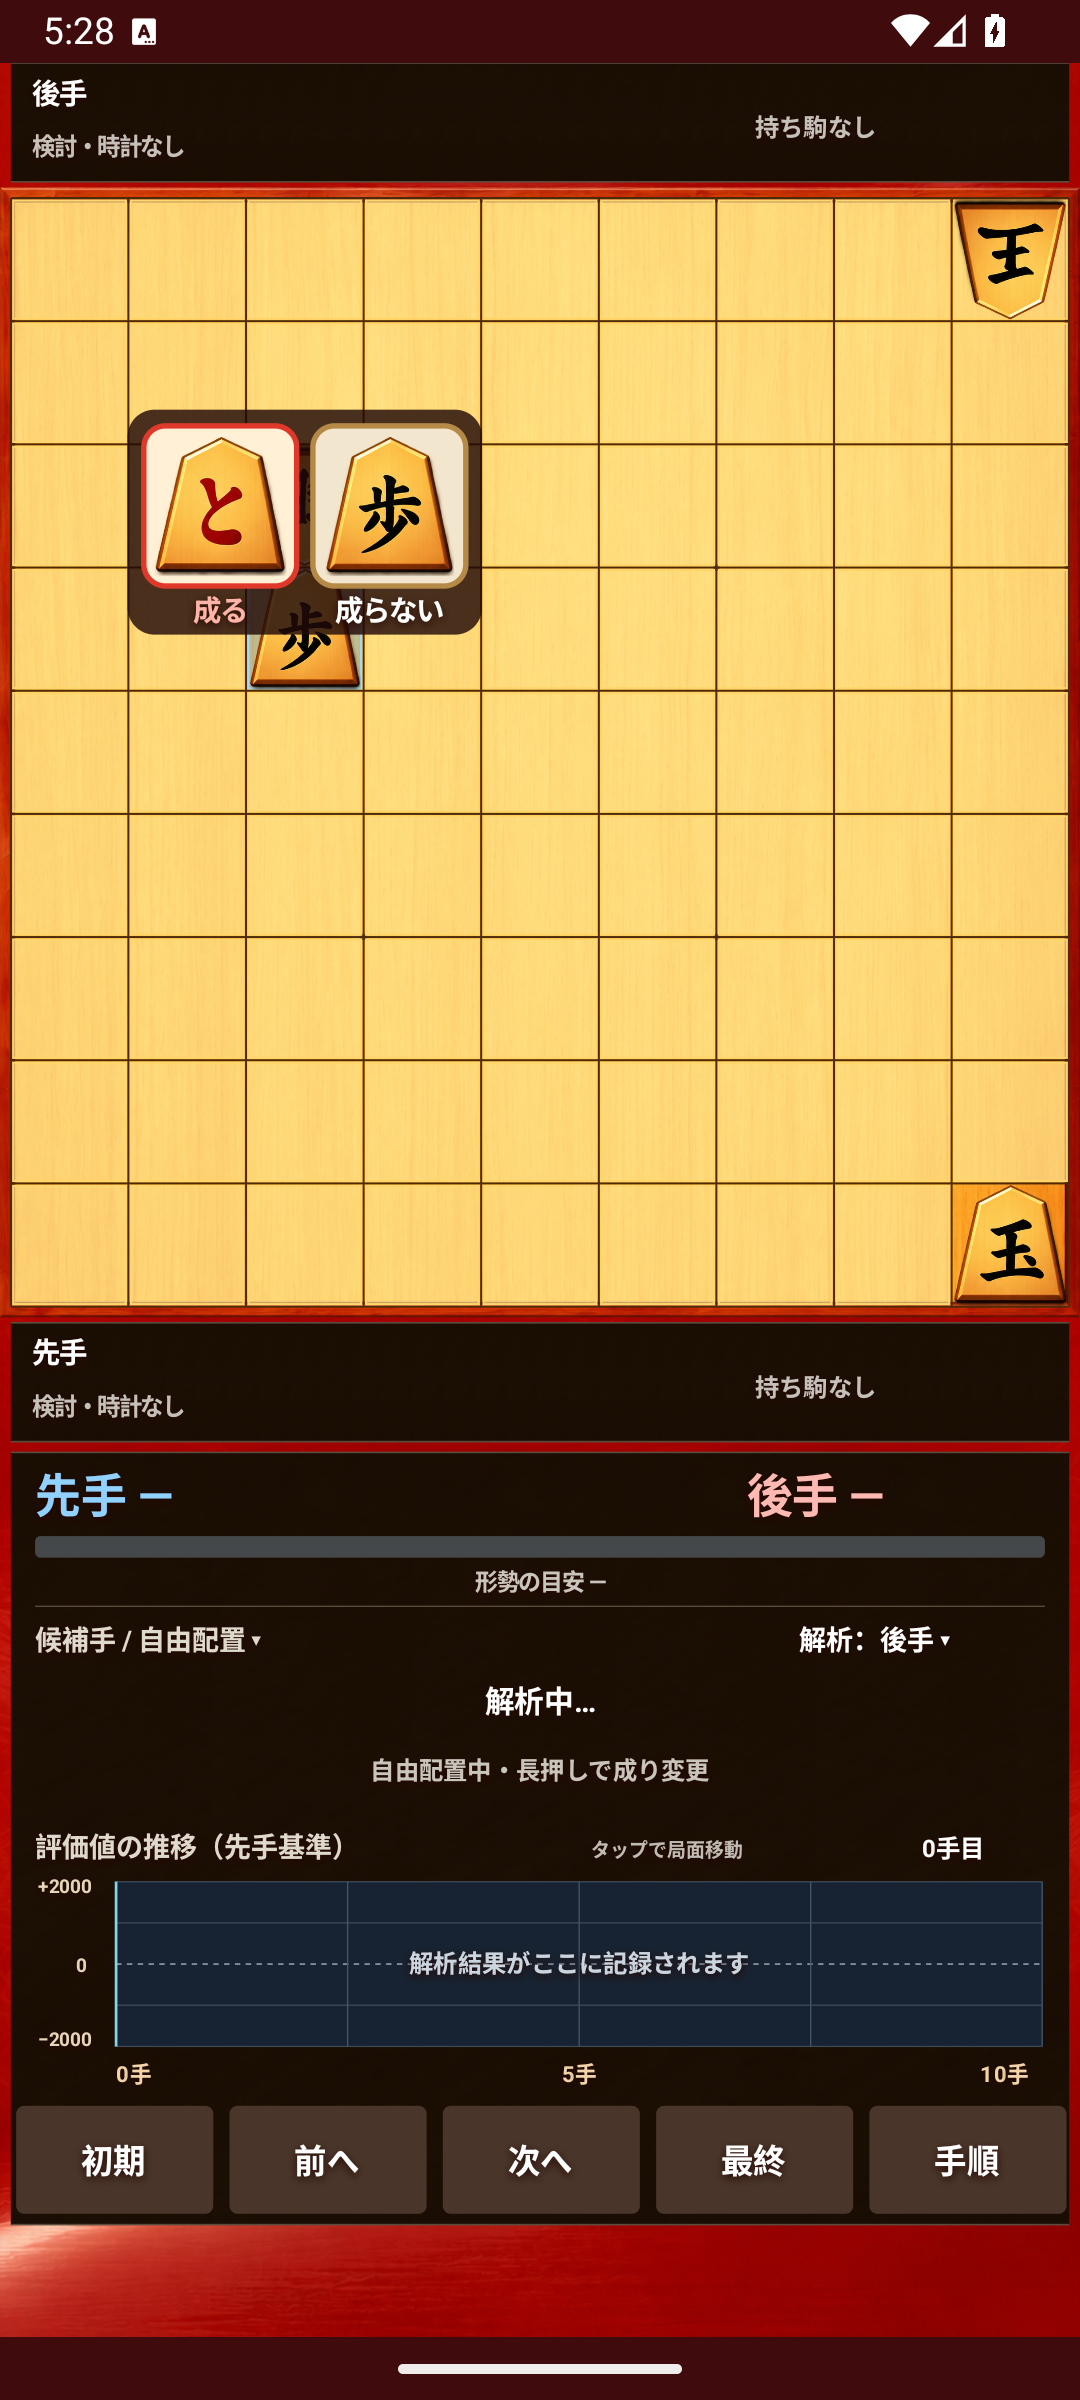 5:28
後手
検討・時計なし
持ち駒なし
王
と
歩
成る
成らない
歩
玉
先手
検討・時計なし
持ち駒なし
先手 −
後手 −
形勢の目安 −
候補手 / 自由配置 ▾
解析：後手 ▾
解析中…
自由配置中・長押しで成り変更
評価値の推移（先手基準）
タップで局面移動
0手目
+2000
0
−2000
解析結果がここに記録されます
0手
5手
10手
初期
前へ
次へ
最終
手順